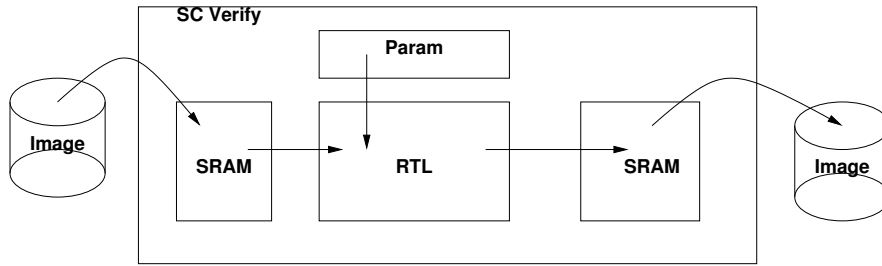 SC Verify
Param
Image
SRAM
RTL
SRAM
Image